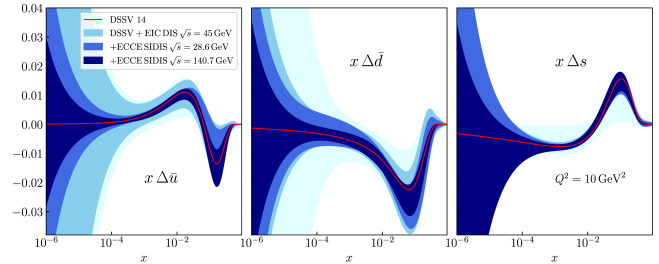 0.04
0.03
0.02
0.01
0.00
−0.01
−0.02
−0.03
DSSV 14
DSSV + EIC DIS √s = 45 GeV
+ECCE SIDIS √s = 28.6 GeV
+ECCE SIDIS √s = 140.7 GeV
x Δū
x Δd̄
x Δs
Q² = 10 GeV²
10⁻⁶ 10⁻⁴ 10⁻² 10⁰
10⁻⁶ 10⁻⁴ 10⁻² 10⁰
10⁻⁶ 10⁻⁴ 10⁻² 10⁰
x x x